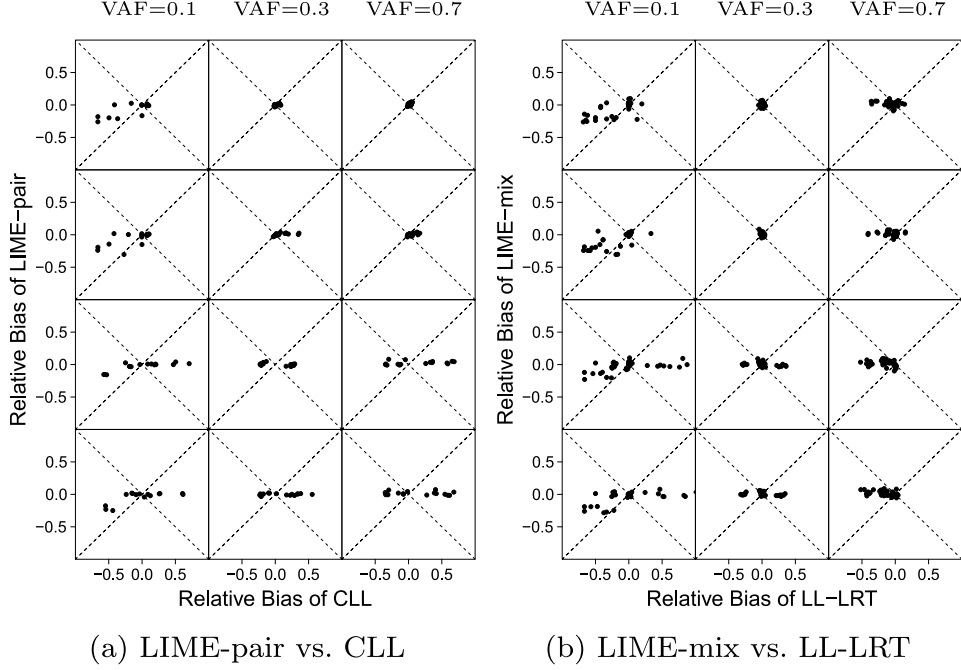 VAF=0.1 VAF=0.3 VAF=0.7 VAF=0.1 VAF=0.3 VAF=0.7
0.5
0.0
−0.5
0.5
0.0
−0.5
0.5
0.0
−0.5
0.5
0.0
−0.5
Relative Bias of LIME−pair
−0.5 0.0 0.5 −0.5 0.0 0.5 −0.5 0.0 0.5
Relative Bias of CLL
(a) LIME-pair vs. CLL
0.5
0.0
−0.5
0.5
0.0
−0.5
0.5
0.0
−0.5
0.5
0.0
−0.5
Relative Bias of LIME−mix
−0.5 0.0 0.5 −0.5 0.0 0.5 −0.5 0.0 0.5
Relative Bias of LL−LRT
(b) LIME-mix vs. LL-LRT